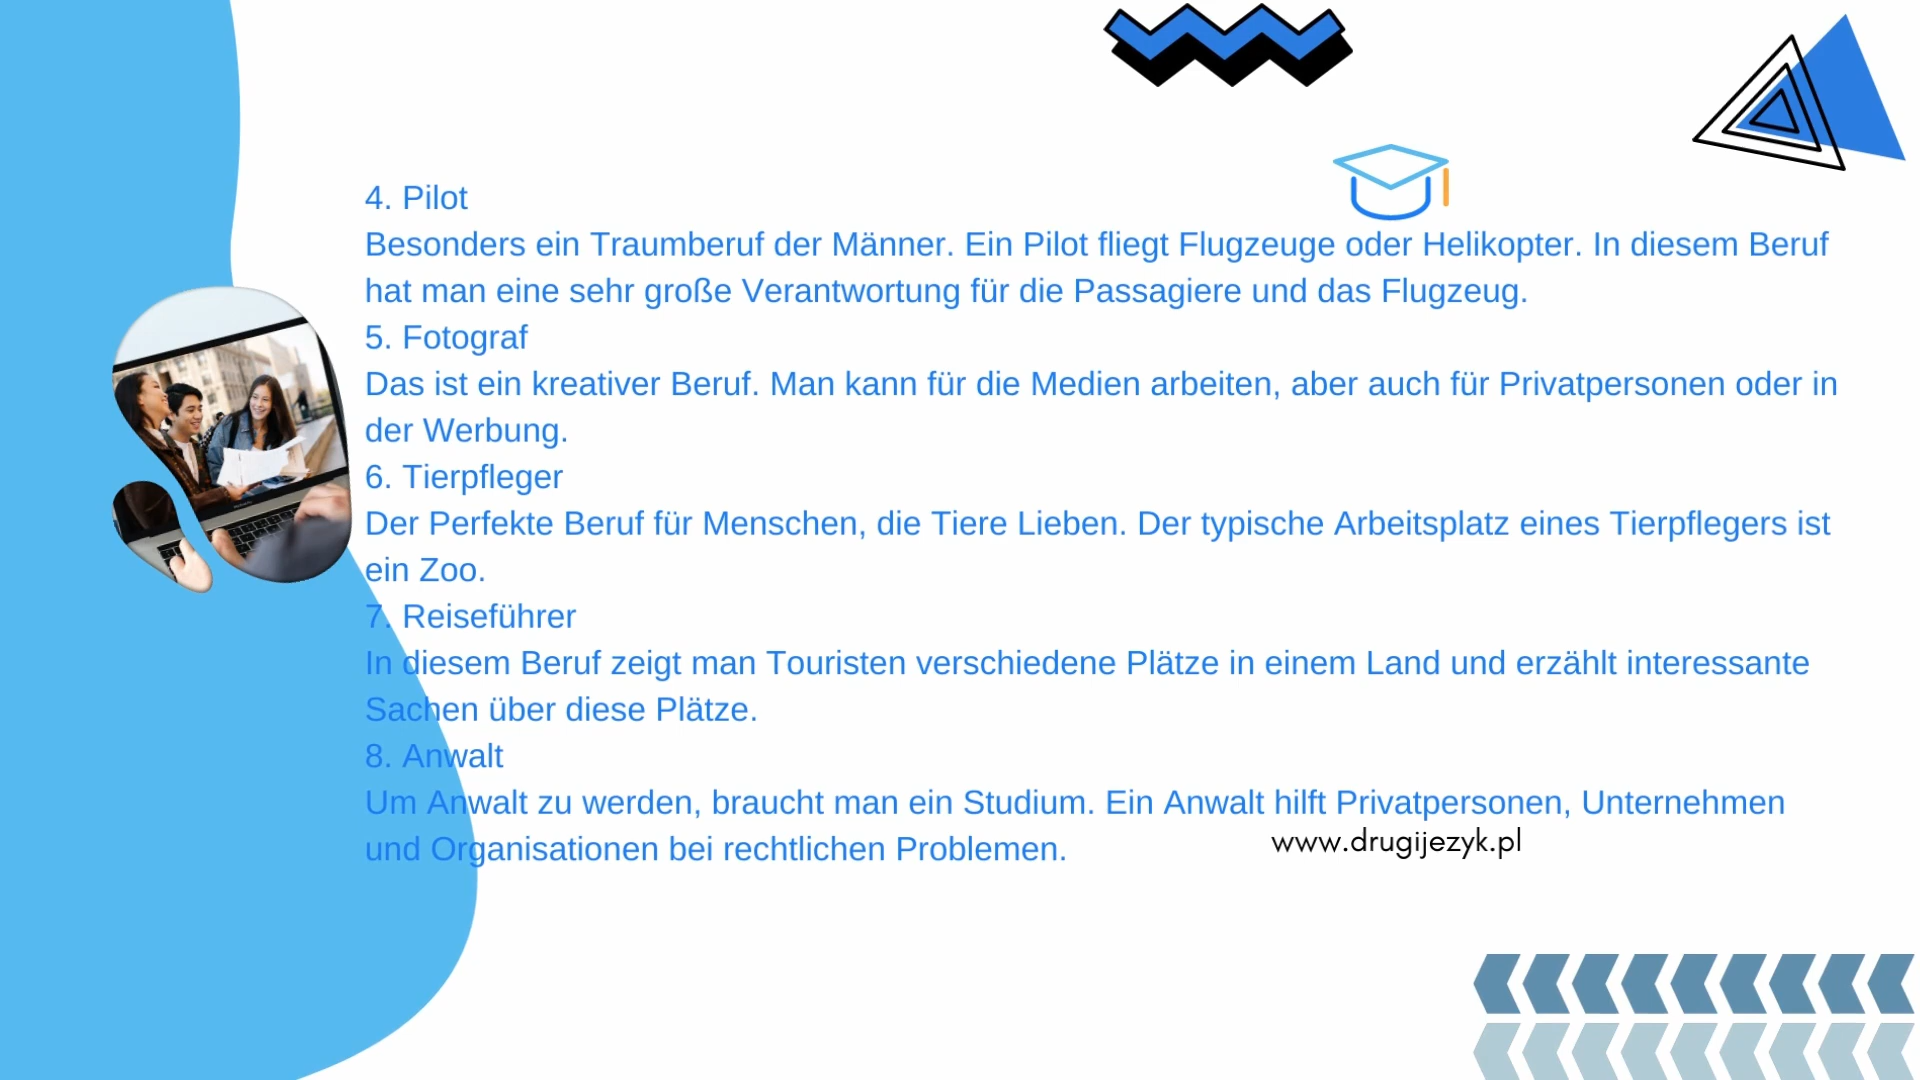 4. Pilot
Besonders ein Traumberuf der Männer. Ein Pilot fliegt Flugzeuge oder Helikopter. In diesem Beruf
hat man eine sehr große Verantwortung für die Passagiere und das Flugzeug.
5. Fotograf
Das ist ein kreativer Beruf. Man kann für die Medien arbeiten, aber auch für Privatpersonen oder in
der Werbung.
6. Tierpfleger
Der Perfekte Beruf für Menschen, die Tiere Lieben. Der typische Arbeitsplatz eines Tierpflegers ist
ein Zoo.
7. Reiseführer
In diesem Beruf zeigt man Touristen verschiedene Plätze in einem Land und erzählt interessante
Sachen über diese Plätze.
8. Anwalt
Um Anwalt zu werden, braucht man ein Studium. Ein Anwalt hilft Privatpersonen, Unternehmen
und Organisationen bei rechtlichen Problemen.
www.drugijezyk.pl